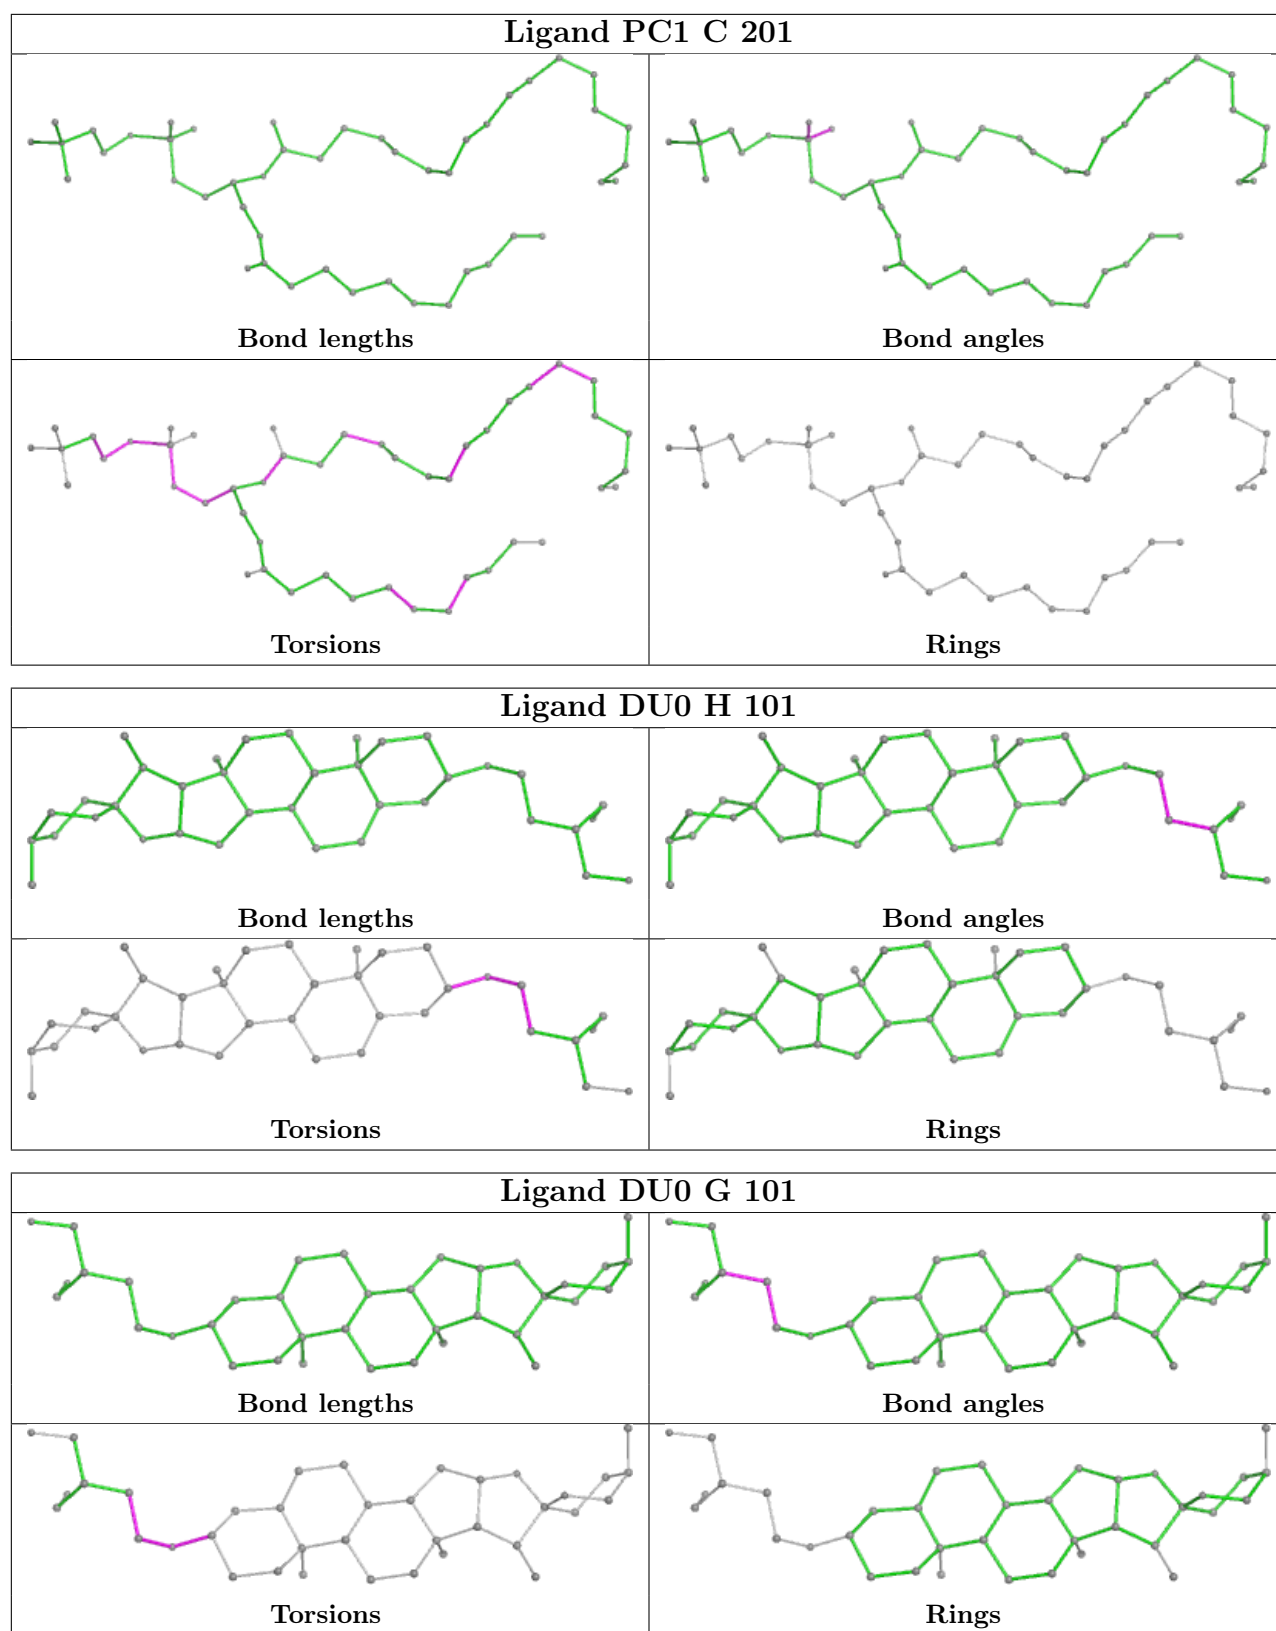 Ligand PC1 C 201
Bond lengths
Bond angles
Torsions
Rings
Ligand DU0 H 101
Bond lengths
Bond angles
Torsions
Rings
Ligand DU0 G 101
Bond lengths
Bond angles
Torsions
Rings